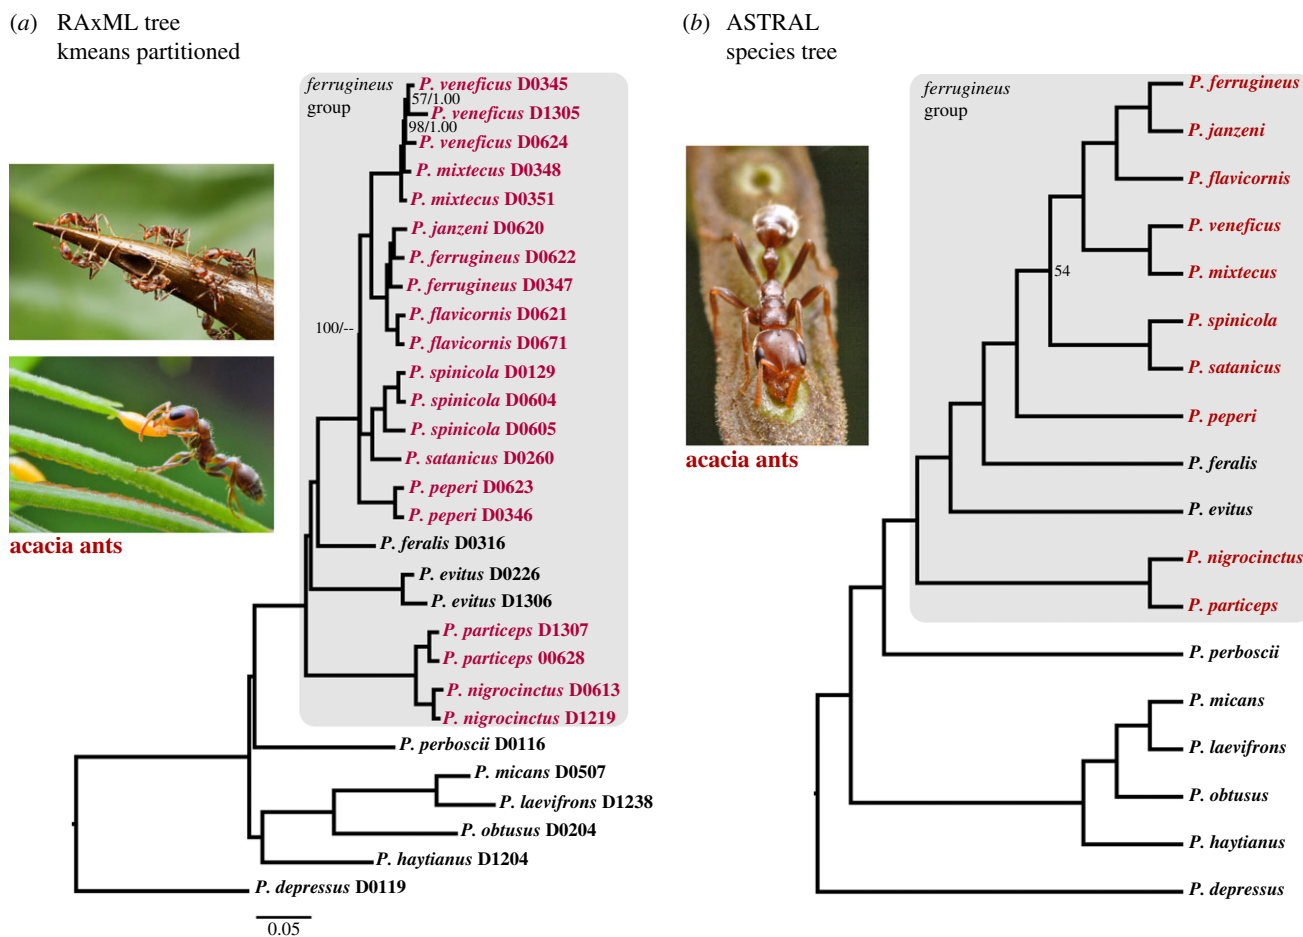 (a) RAxML tree
kmeans partitioned
ferrugineus
group
P. veneficus D0345
57/1.00
P. veneficus D1305
98/1.00
P. veneficus D0624
P. mixtecus D0348
P. mixtecus D0351
P. janzeni D0620
P. ferrugineus D0622
P. ferrugineus D0347
P. flavicornis D0621
100/--
P. flavicornis D0671
P. spinicola D0129
P. spinicola D0604
P. spinicola D0605
P. satanicus D0260
P. peperi D0623
P. peperi D0346
P. feralis D0316
P. evitus D0226
P. evitus D1306
P. particeps D1307
P. particeps 00628
P. nigrocinctus D0613
P. nigrocinctus D1219
P. perboscii D0116
P. micans D0507
P. laevifrons D1238
P. obtusus D0204
P. haytianus D1204
P. depressus D0119
0.05
acacia ants
(b) ASTRAL
species tree
ferrugineus
group
P. ferrugineus
P. janzeni
P. flavicornis
P. veneficus
P. mixtecus
54
P. spinicola
P. satanicus
P. peperi
P. feralis
P. evitus
P. nigrocinctus
P. particeps
P. perboscii
P. micans
P. laevifrons
P. obtusus
P. haytianus
P. depressus
acacia ants